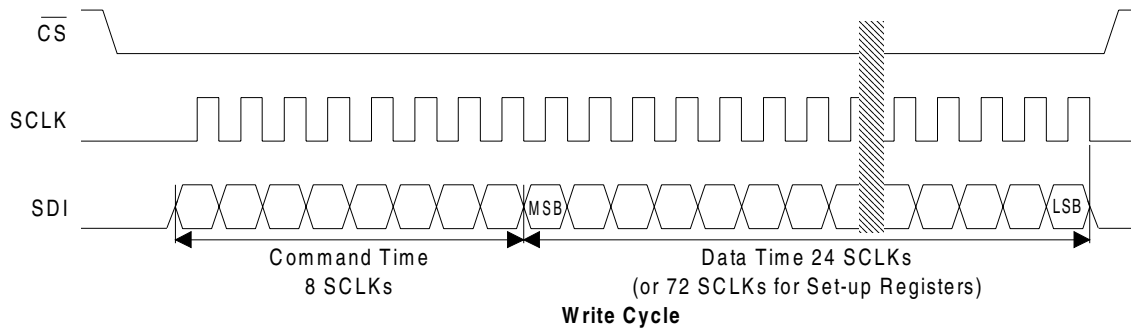 CS
SCLK
SDI
MSB
LSB
Command Time
8 SCLKs
Data Time 24 SCLKs
(or 72 SCLKs for Set-up Registers)
Write Cycle